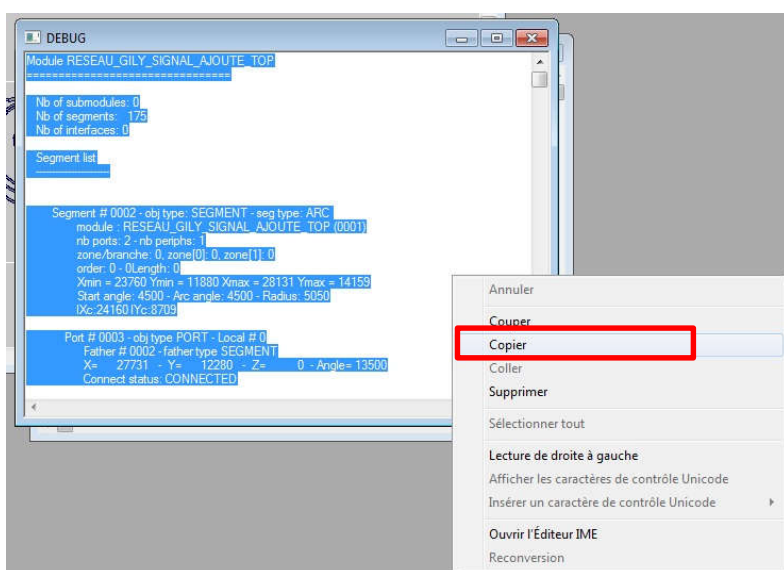 DEBUG
Module RESEAU_GILY_SIGNAL_AJOUTE_TOP
================================
Nb of submodules: 0
Nb of segments: 175
Nb of interfaces: 0
Segment list
--------------------
Segment # 0002 - obj type: SEGMENT - seg type: ARC
module : RESEAU_GILY_SIGNAL_AJOUTE_TOP (0001)
nb ports: 2 - nb periphs: 1
zone/branche: 0, zone[0]: 0, zone[1]: 0
order: 0 - 0Length: 0
Xmin = 23760 Ymin = 11880 Xmax = 28131 Ymax = 14159
Start angle: 4500 - Arc angle: 4500 - Radius: 5050
IXc:24160 IYc:8709
Port # 0003 - obj type PORT - Local # 0
Father # 0002 - father type SEGMENT
X= 27731 - Y= 12280 - Z= 0 - Angle= 13500
Connect status: CONNECTED
Annuler
Couper
Copier
Coller
Supprimer
Sélectionner tout
Lecture de droite à gauche
Afficher les caractères de contrôle Unicode
Insérer un caractère de contrôle Unicode
Ouvrir l'Éditeur IME
Reconversion